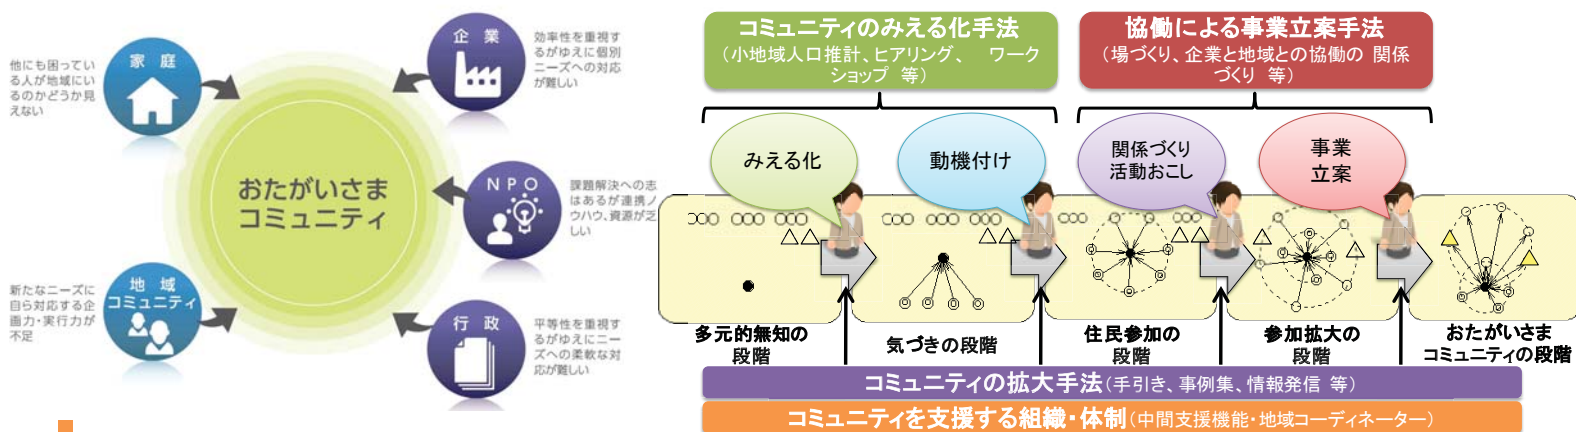 家 庭
他にも困ってい
る人が地域にい
るのかどうか見
えない
企 業
効率性を重視す
るがゆえに個別
ニーズへの対応
が難しい
おたがいさま
コミュニティ
N P O
課題解決への志
はあるが連携ノ
ウハウ、資源が乏
しい
地 域
コミュニティ
新たなニーズに
自ら対応する企
画力・実行力が
不足
行 政
平等性を重視す
るがゆえにニー
ズへの柔軟な対
応が難しい
コミュニティのみえる化手法
（小地域人口推計、ヒアリング、 ワーク
ショップ 等）
協働による事業立案手法
（場づくり、企業と地域との協働の 関係
づくり 等）
みえる化
動機付け
関係づくり
活動おこし
事業
立案
多元的無知の
段階
気づきの段階
住民参加の
段階
参加拡大の
段階
おたがいさま
コミュニティの段階
コミュニティの拡大手法（手引き、事例集、情報発信 等）
コミュニティを支援する組織・体制（中間支援機能・地域コーディネーター）